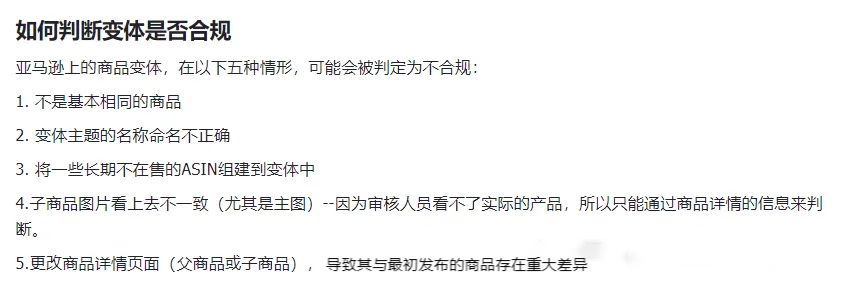 如何判断变体是否合规
亚马逊上的商品变体，在以下五种情形，可能会被判定为不合规：
1. 不是基本相同的商品
2. 变体主题的名称命名不正确
3. 将一些长期不在售的ASIN组建到变体中
4.子商品图片看上去不一致（尤其是主图）--因为审核人员看不了实际的产品，所以只能通过商品详情的信息来判
断。
5.更改商品详情页面（父商品或子商品），导致其与最初发布的商品存在重大差异